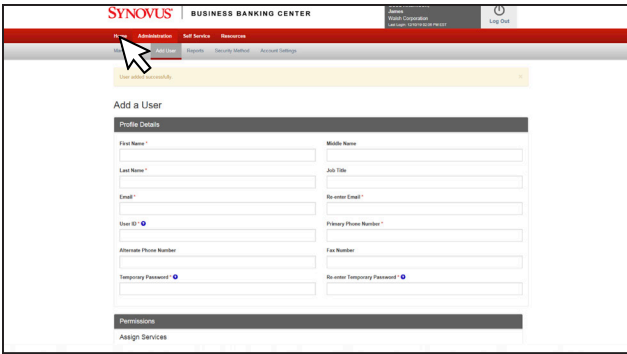 SYNOVUS® BUSINESS BANKING CENTER
James
Walsh Corporation
Log Out
Home Administration Self Service Resources
Add User Reports Security Method Account Settings
User added successfully.
Add a User
Profile Details
First Name * Middle Name
Last Name * Job Title
Email * Re-enter Email *
User ID * Primary Phone Number *
Alternate Phone Number Fax Number
Temporary Password * Re-enter Temporary Password *
Permissions
Assign Services